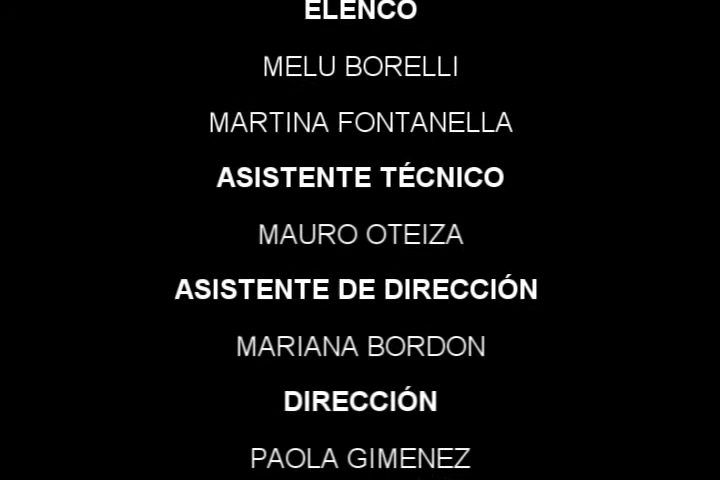 ELENCO
MELU BORELLI
MARTINA FONTANELLA
ASISTENTE TÉCNICO
MAURO OTEIZA
ASISTENTE DE DIRECCIÓN
MARIANA BORDON
DIRECCIÓN
PAOLA GIMENEZ